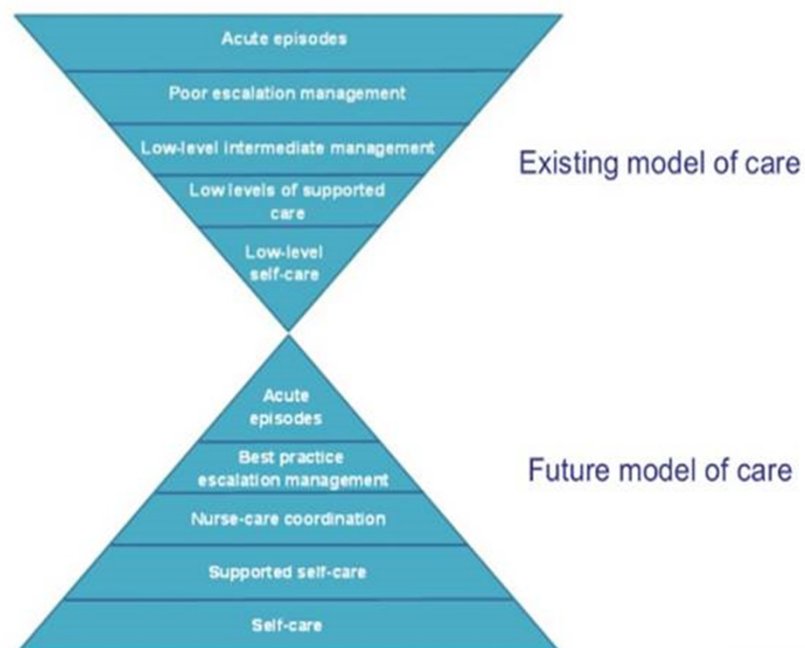 Acute episodes
Poor escalation management
Low-level intermediate management
Existing model of care
Low levels of supported
care
Low-level
self-care
Acute
episodes
Best practice
escalation management
Future model of care
Nurse-care coordination
Supported self-care
Self-care